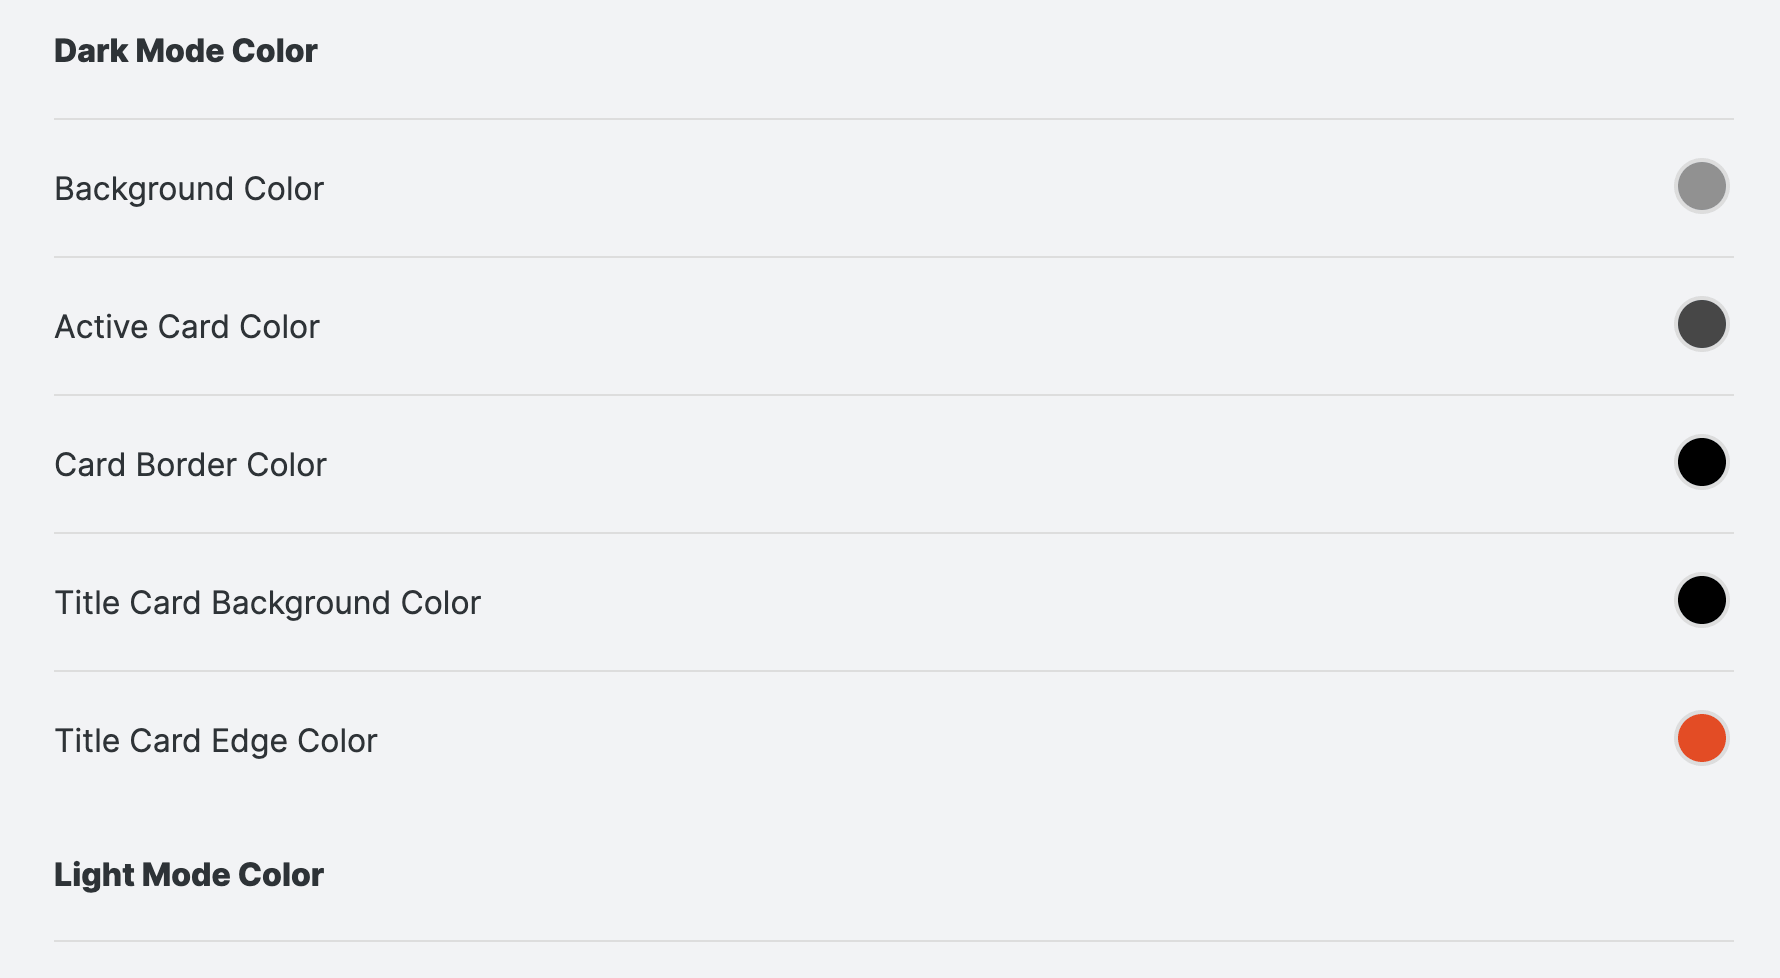 Dark Mode Color
Background Color
Active Card Color
Card Border Color
Title Card Background Color
Title Card Edge Color
Light Mode Color